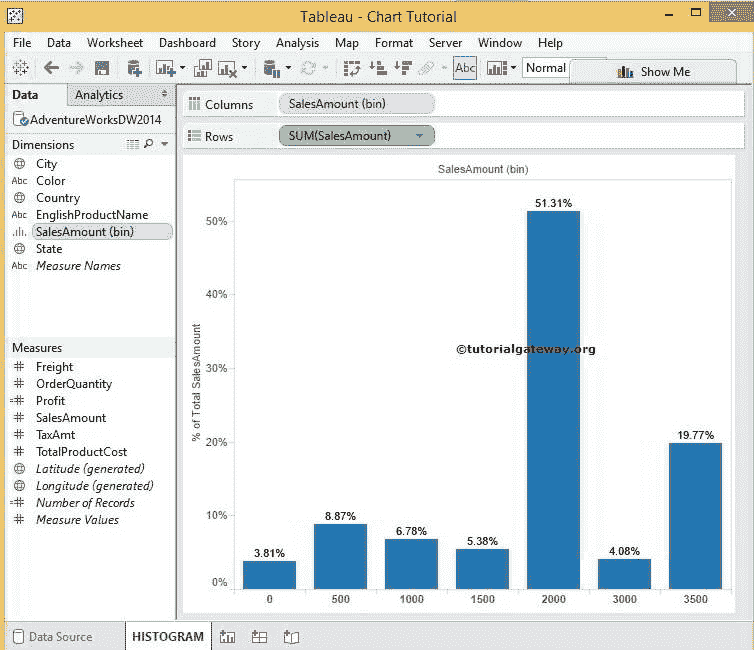 Tableau - Chart Tutorial
File Data Worksheet Dashboard Story Analysis Map Format Server Window Help
Abc Normal Show Me
Data Analytics
AdventureWorksDW2014
Dimensions
City
Abc Color
Country
Abc EnglishProductName
SalesAmount (bin)
State
Abc Measure Names
Measures
Freight
OrderQuantity
Profit
SalesAmount
TaxAmt
TotalProductCost
Latitude (generated)
Longitude (generated)
Number of Records
Measure Values
Columns SalesAmount (bin)
Rows SUM(SalesAmount)
SalesAmount (bin)
% of Total SalesAmount
50%
40%
30%
20%
10%
0%
3.81%
8.87%
6.78%
5.38%
51.31%
4.08%
19.77%
©tutorialgateway.org
0 500 1000 1500 2000 3000 3500
Data Source HISTOGRAM